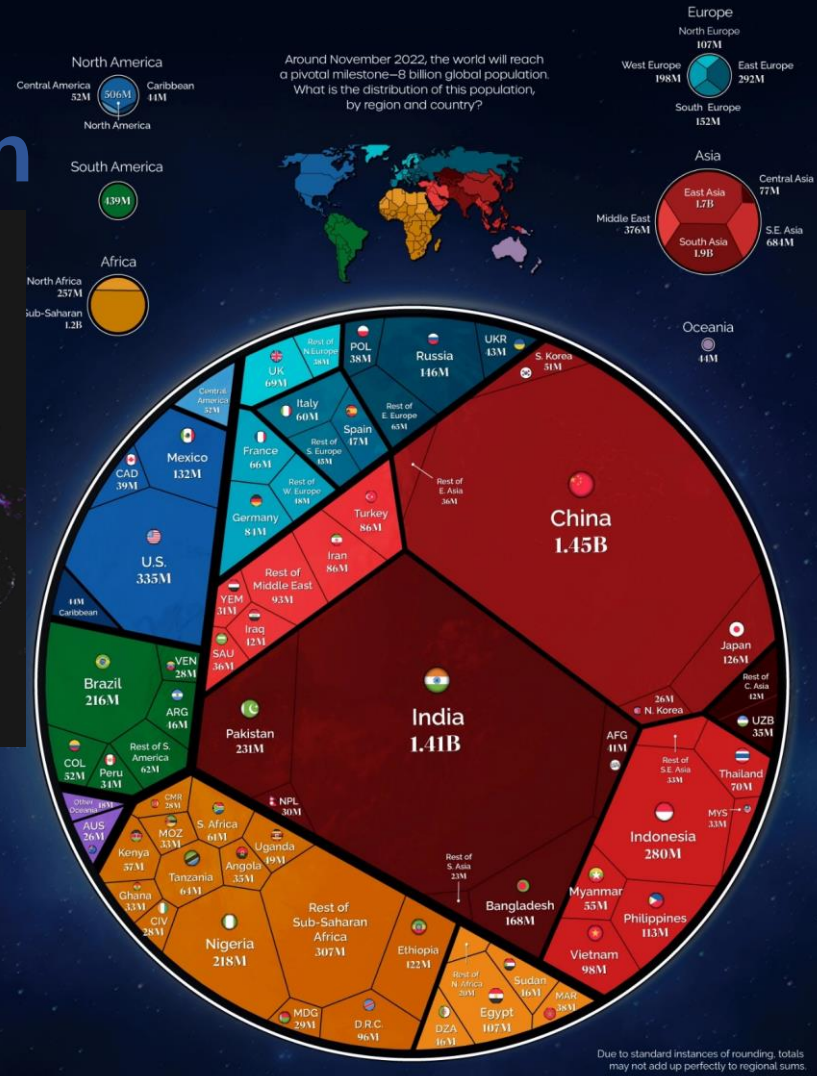 Around November 2022, the world will reach
a pivotal milestone—8 billion global population.
What is the distribution of this population,
by region and country?
North America
Central America
52M
506M
Caribbean
44M
North America
South America
439M
Africa
North Africa
257M
Sub-Saharan
1.2B
Europe
North Europe
107M
West Europe
198M
East Europe
292M
South Europe
152M
Asia
East Asia
1.7B
Central Asia
77M
Middle East
376M
S.E. Asia
684M
South Asia
1.9B
Oceania
44M
UK
69M
Rest of
N.Europe
38M
POL
38M
Russia
146M
UKR
43M
Rest of
E. Europe
65M
Italy
60M
Spain
47M
Rest of
S. Europe
45M
France
66M
Rest of
W. Europe
48M
Germany
84M
Central
America
52M
Mexico
132M
CAD
39M
U.S.
335M
44M
Caribbean
S. Korea
51M
Rest of
E. Asia
36M
China
1.45B
Japan
126M
26M
N. Korea
Turkey
86M
Iran
86M
Rest of
Middle East
93M
YEM
31M
Iraq
42M
SAU
36M
Rest of
C. Asia
42M
UZB
35M
Brazil
216M
VEN
28M
ARG
46M
Rest of S.
America
62M
COL
52M
Peru
34M
Pakistan
231M
India
1.41B
AFG
41M
NPL
30M
Rest of
S. Asia
23M
Bangladesh
168M
Rest of
S.E. Asia
33M
Thailand
70M
MYS
33M
Indonesia
280M
Myanmar
55M
Philippines
113M
Vietnam
98M
Other
Oceania
18M
AUS
26M
CMR
28M
MOZ
33M
S. Africa
61M
Kenya
57M
Uganda
49M
Tanzania
64M
Angola
35M
Ghana
33M
CIV
28M
Nigeria
218M
Rest of
Sub-Saharan
Africa
307M
Ethiopia
122M
MDG
29M
D.R.C.
96M
Rest of
N. Africa
Sudan
46M
MAR
38M
Egypt
107M
DZA
46M
Due to standard instances of rounding, totals
may not add up perfectly to regional sums.